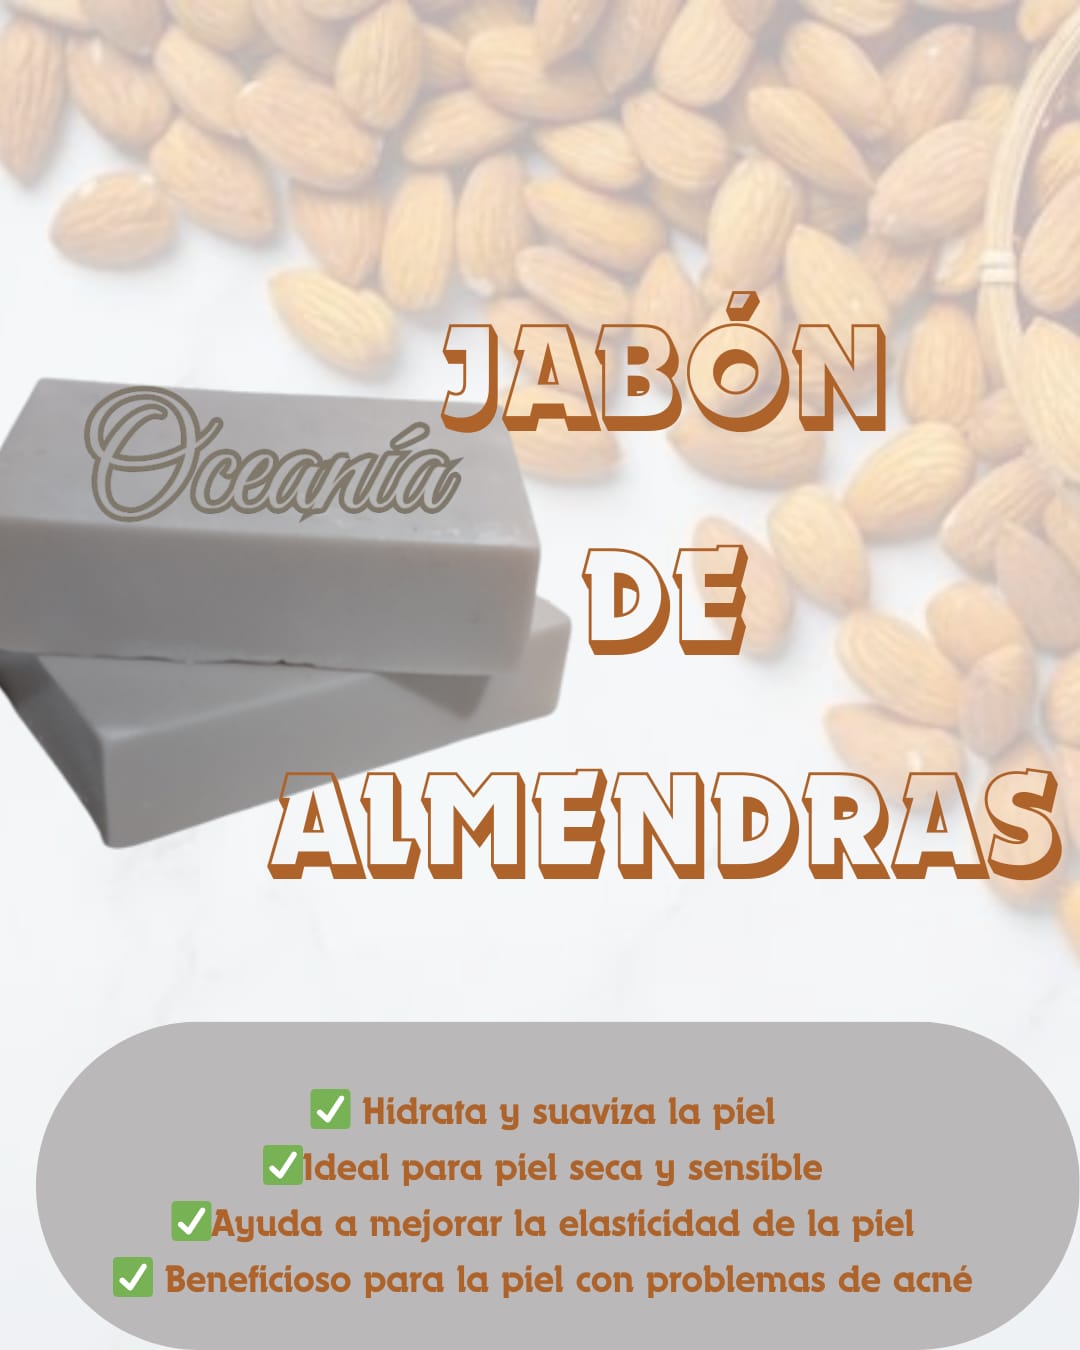 Oceanía
JABÓN
DE
ALMENDRAS
✅ Hidrata y suaviza la piel
✅Ideal para piel seca y sensible
✅Ayuda a mejorar la elasticidad de la piel
✅ Beneficioso para la piel con problemas de acné